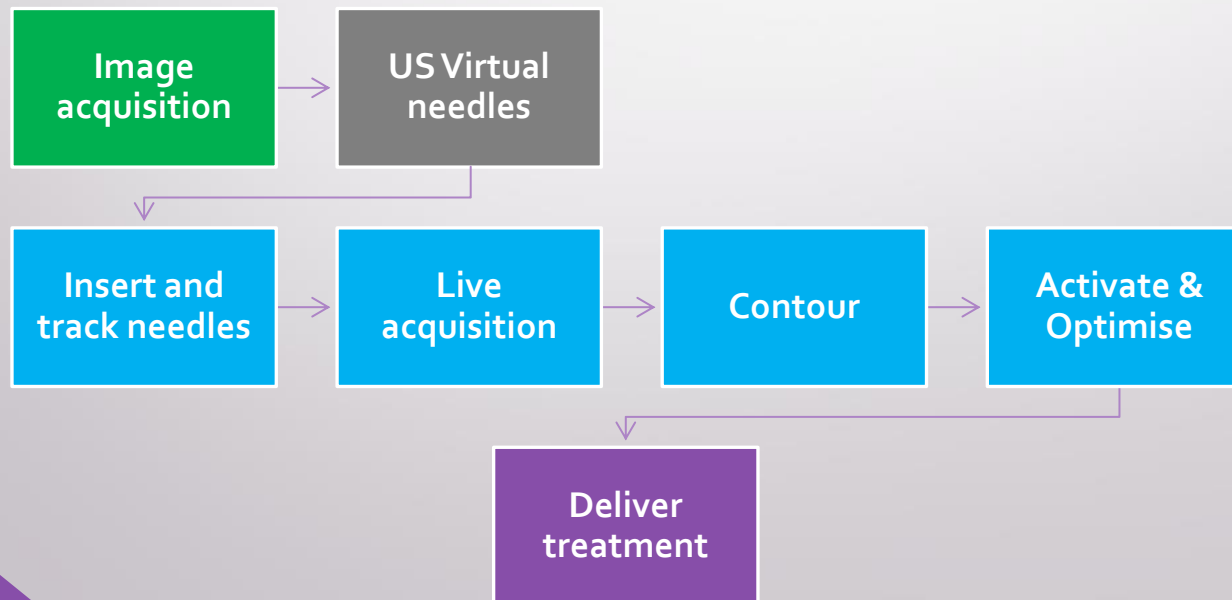 Image
acquisition
US Virtual
needles
Insert and
track needles
Live
acquisition
Contour
Activate &
Optimise
Deliver
treatment